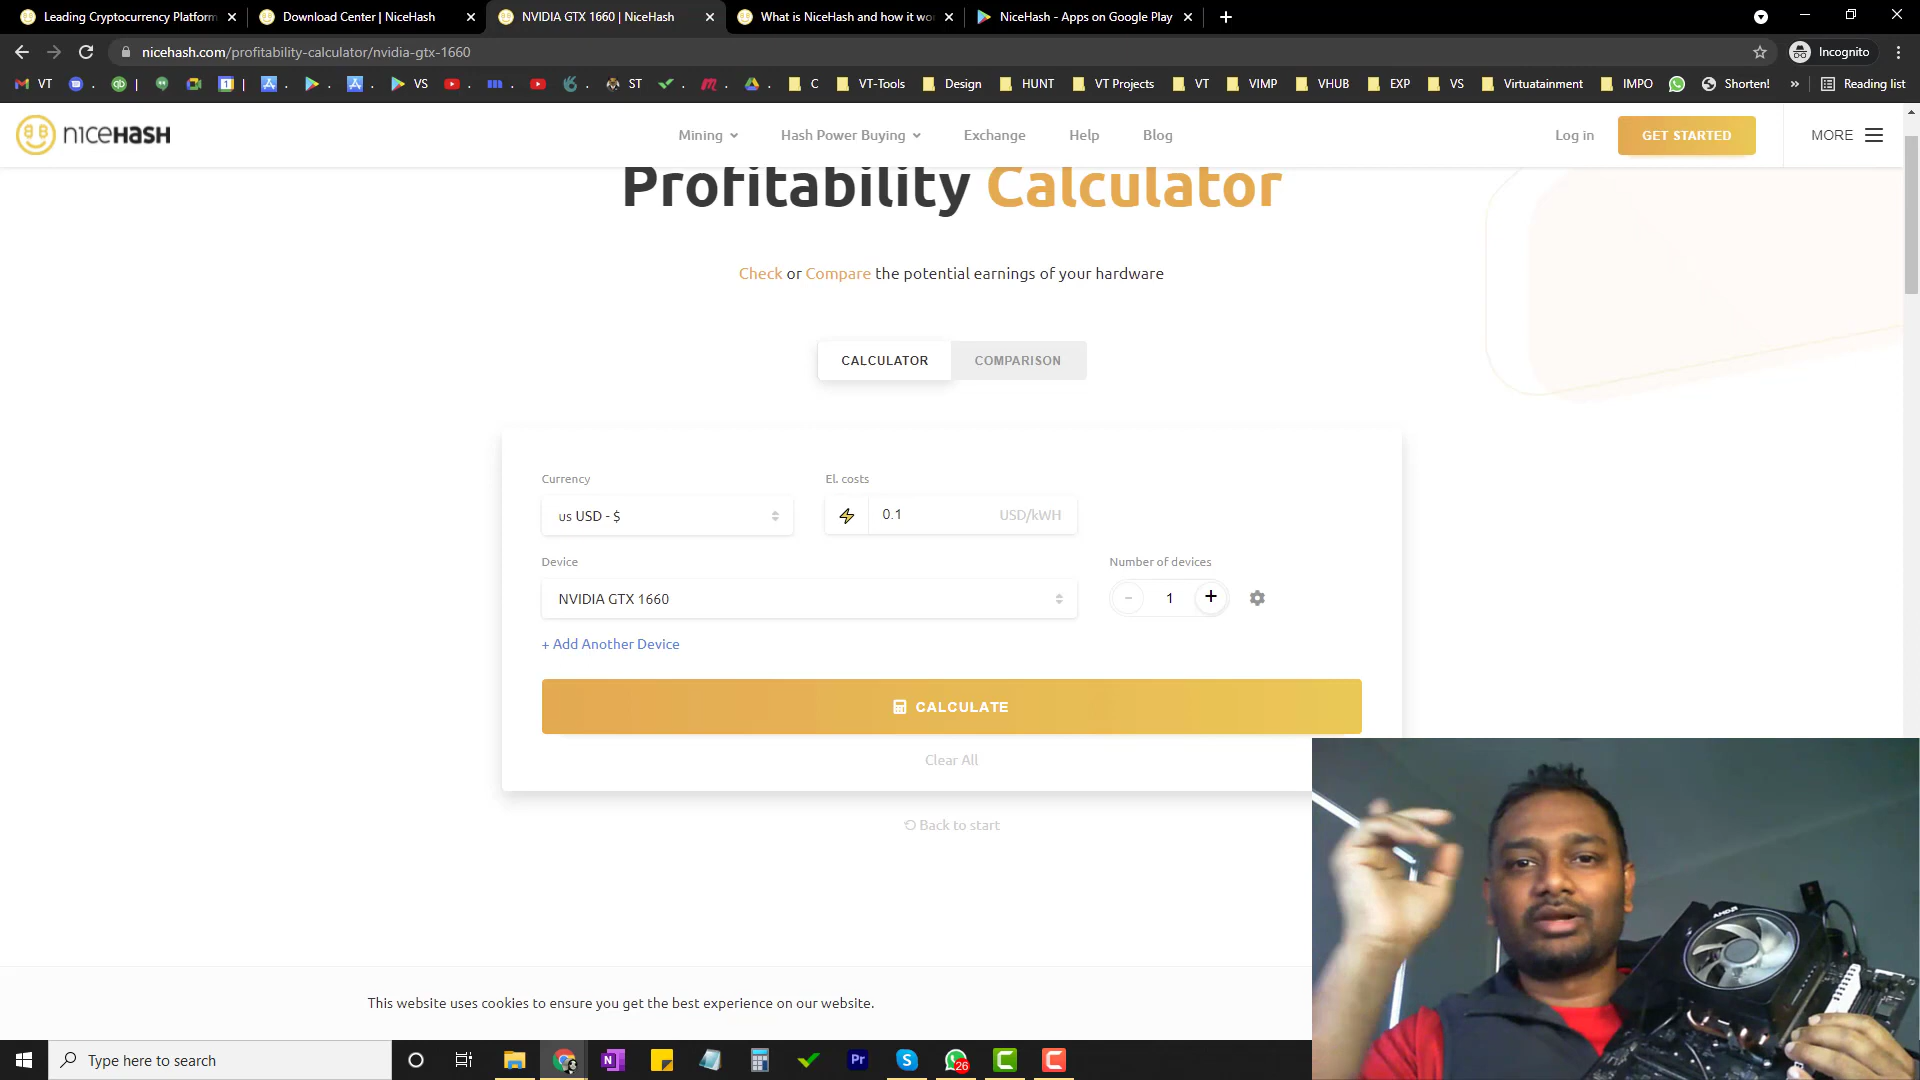 Leading Cryptocurrency Platform
Download Center | NiceHash
NVIDIA GTX 1660 | NiceHash
What is NiceHash and how it wo
NiceHash - Apps on Google Play
nicehash.com/profitability-calculator/nvidia-gtx-1660
Incognito
VT
VS
ST
C
VT-Tools
Design
HUNT
VT Projects
VT
VIMP
VHUB
EXP
VS
Virtuatainment
IMPO
Shorten!
Reading list
NICEHASH
Mining
Hash Power Buying
Exchange
Help
Blog
Log in
GET STARTED
MORE
Profitability Calculator
Check or Compare the potential earnings of your hardware
CALCULATOR
COMPARISON
Currency
El. costs
us USD - $
0.1
USD/kWH
Device
Number of devices
NVIDIA GTX 1660
- 1 +
+ Add Another Device
CALCULATE
Clear All
Back to start
This website uses cookies to ensure you get the best experience on our website.
AMD
Type here to search
N
Pr
S
26
C
C